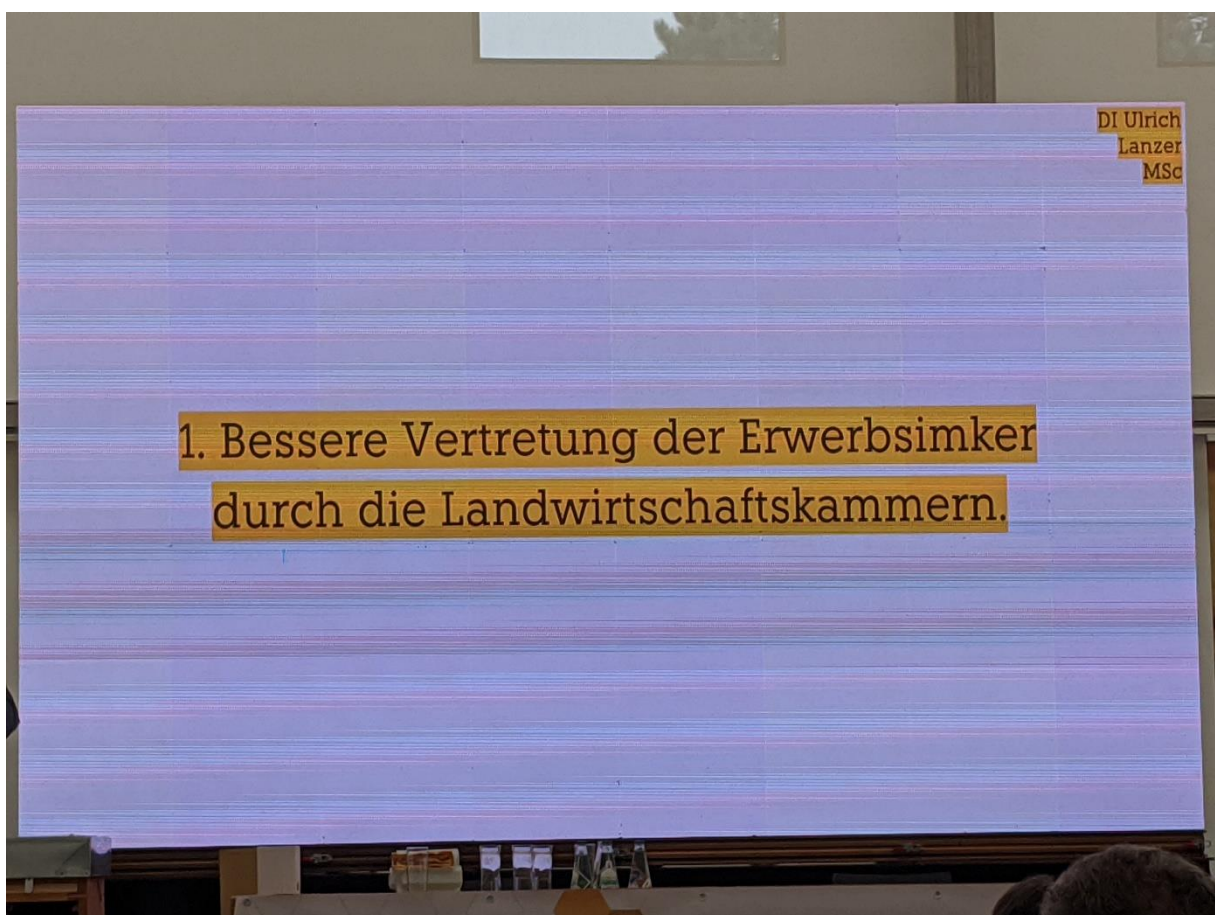 DI Ulrich
Lanzer
MSc
1. Bessere Vertretung der Erwerbsimker
durch die Landwirtschaftskammern.